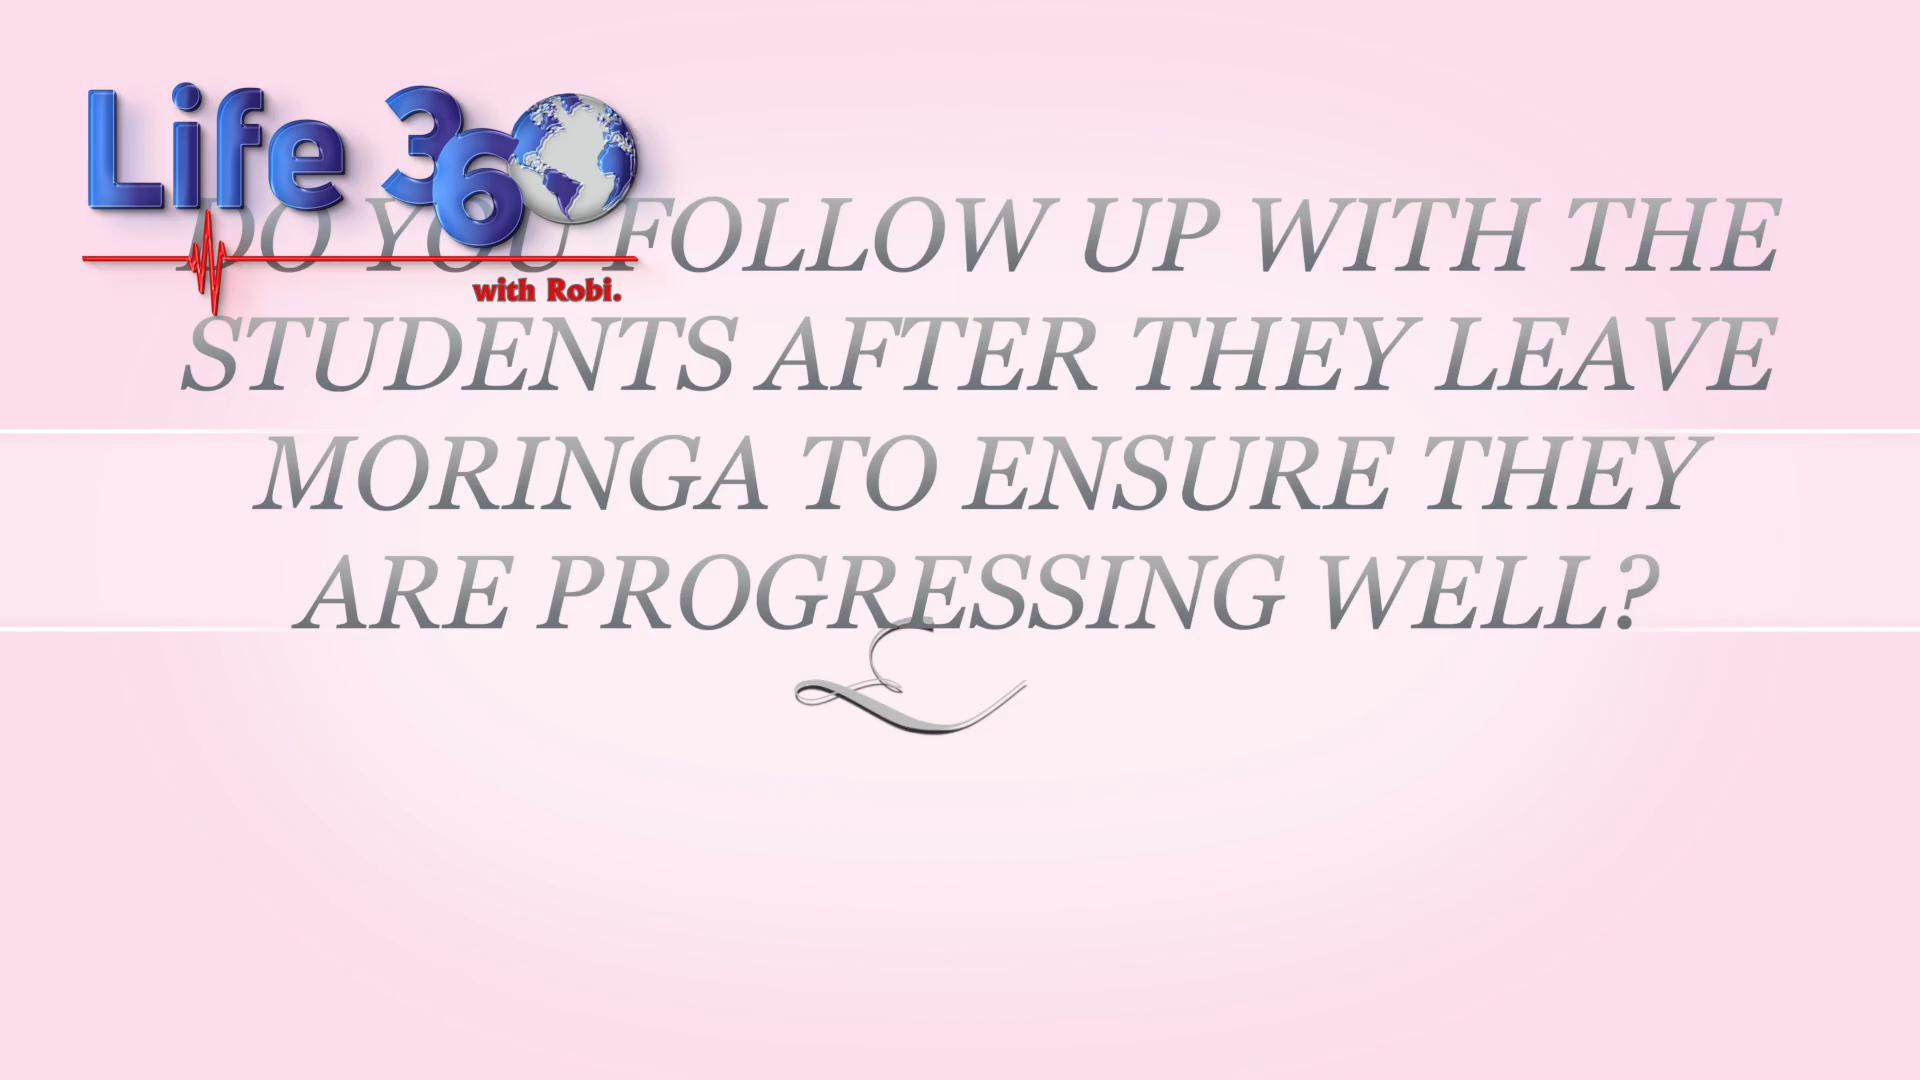 Life 360
with Robi.
DO YOU FOLLOW UP WITH THE
STUDENTS AFTER THEY LEAVE
MORINGA TO ENSURE THEY
ARE PROGRESSING WELL?